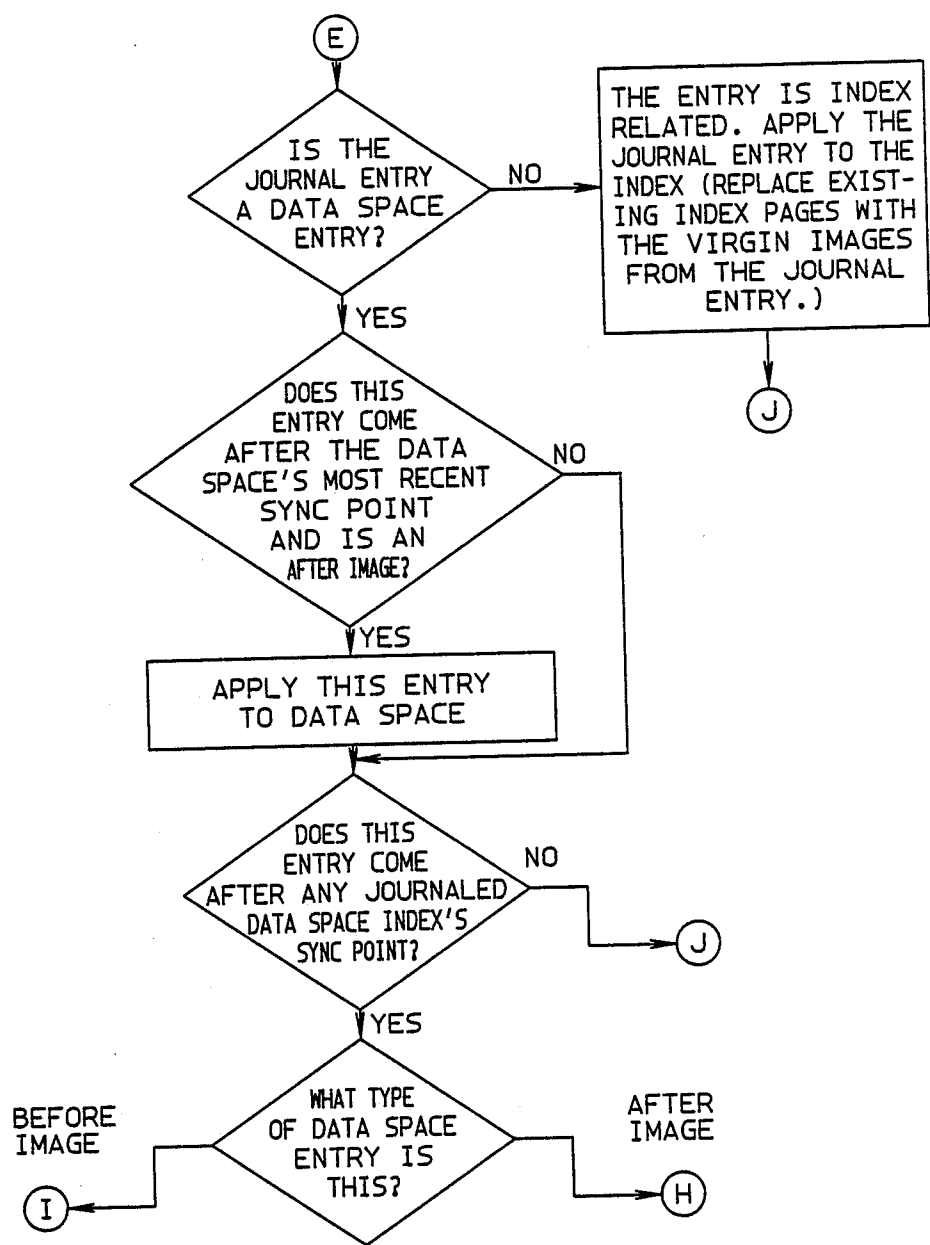 E
IS THE
JOURNAL ENTRY
A DATA SPACE
ENTRY?
NO
THE ENTRY IS INDEX
RELATED. APPLY THE
JOURNAL ENTRY TO THE
INDEX (REPLACE EXIST-
ING INDEX PAGES WITH
THE VIRGIN IMAGES
FROM THE JOURNAL
ENTRY.)
J
YES
DOES THIS
ENTRY COME
AFTER THE DATA
SPACE'S MOST RECENT
SYNC POINT
AND IS AN
AFTER IMAGE?
NO
YES
APPLY THIS ENTRY
TO DATA SPACE
DOES THIS
ENTRY COME
AFTER ANY JOURNALED
DATA SPACE INDEX'S
SYNC POINT?
NO
J
YES
WHAT TYPE
OF DATA SPACE
ENTRY IS
THIS?
BEFORE
IMAGE
I
AFTER
IMAGE
H